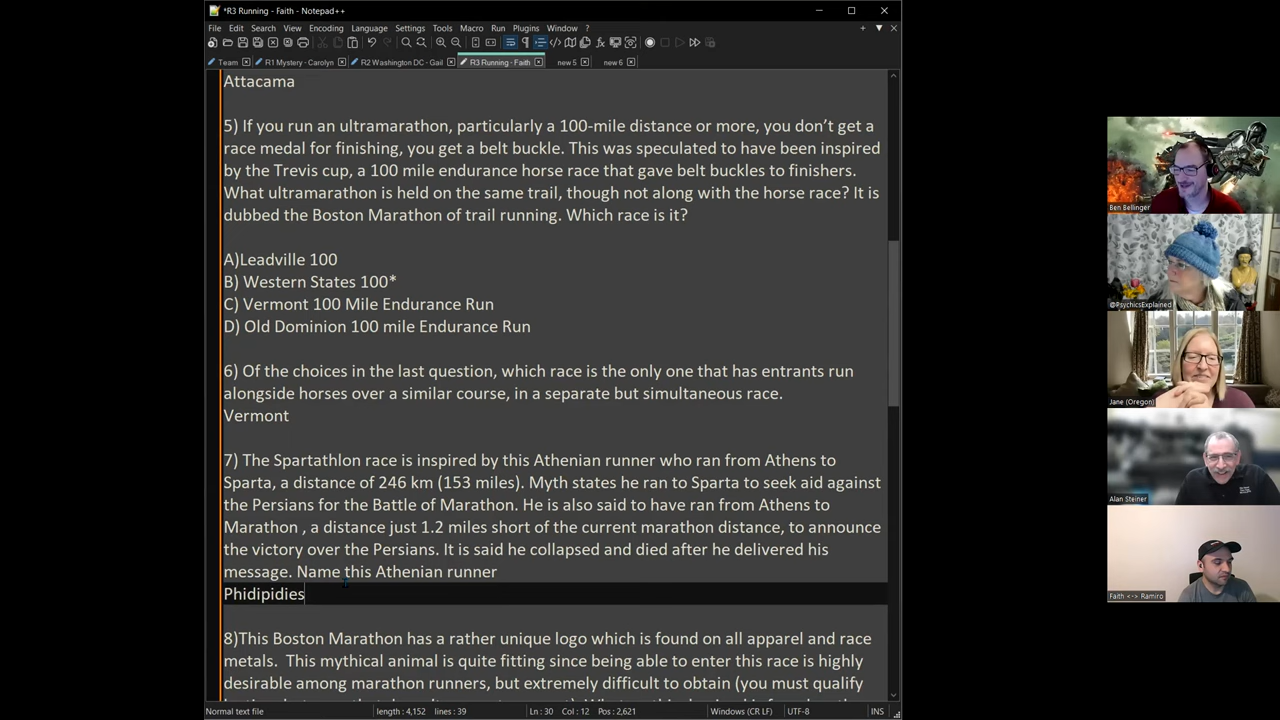 *R3 Running - Faith - Notepad++
File Edit Search View Encoding Language Settings Tools Macro Run Plugins Window ?
Team R1 Mystery - Carolyn R2 Washington DC - Gail R3 Running - Faith new 5 new 6
Attacama
5) If you run an ultramarathon, particularly a 100-mile distance or more, you don’t get a
race medal for finishing, you get a belt buckle. This was speculated to have been inspired
by the Trevis cup, a 100 mile endurance horse race that gave belt buckles to finishers.
What ultramarathon is held on the same trail, though not along with the horse race? It is
dubbed the Boston Marathon of trail running. Which race is it?
A)Leadville 100
B) Western States 100*
C) Vermont 100 Mile Endurance Run
D) Old Dominion 100 mile Endurance Run
6) Of the choices in the last question, which race is the only one that has entrants run
alongside horses over a similar course, in a separate but simultaneous race.
Vermont
7) The Spartathlon race is inspired by this Athenian runner who ran from Athens to
Sparta, a distance of 246 km (153 miles). Myth states he ran to Sparta to seek aid against
the Persians for the Battle of Marathon. He is also said to have ran from Athens to
Marathon , a distance just 1.2 miles short of the current marathon distance, to announce
the victory over the Persians. It is said he collapsed and died after he delivered his
message. Name this Athenian runner
Phidipidies
8)This Boston Marathon has a rather unique logo which is found on all apparel and race
metals.  This mythical animal is quite fitting since being able to enter this race is highly
desirable among marathon runners, but extremely difficult to obtain (you must qualify
Normal text file length : 4,152 lines : 39 Ln : 30 Col : 12 Pos : 2,621 Windows (CR LF) UTF-8 INS
Ben Bellinger
@PsychicsExplained
Jane (Oregon)
Alan Steiner
Faith <-> Ramiro